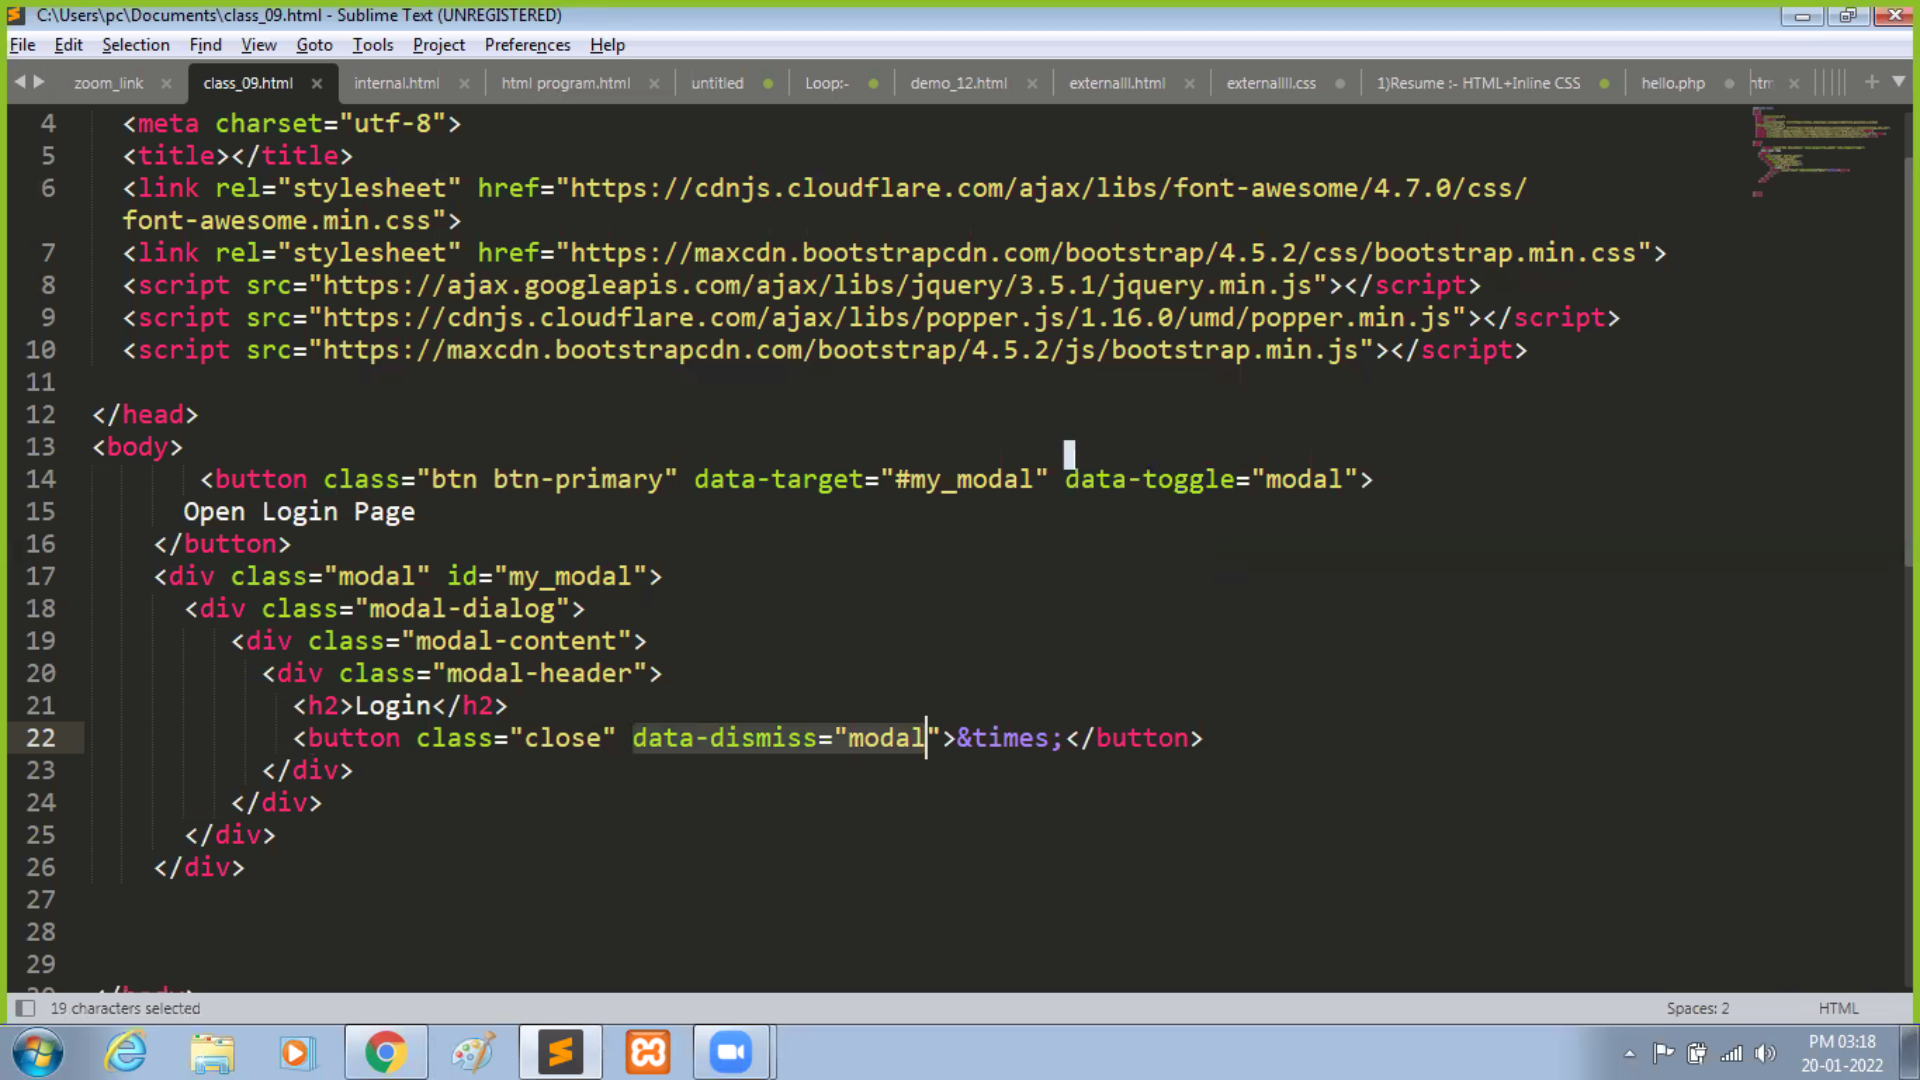 C:\Users\pc\Documents\class_09.html - Sublime Text (UNREGISTERED)
File Edit Selection Find View Goto Tools Project Preferences Help
zoom_link class_09.html internal.html html program.html untitled Loop:- demo_12.html externalll.html externallll.css 1)Resume :- HTML+Inline CSS hello.php
4 <meta charset="utf-8">
5 <title></title>
6 <link rel="stylesheet" href="https://cdnjs.cloudflare.com/ajax/libs/font-awesome/4.7.0/css/
font-awesome.min.css">
7 <link rel="stylesheet" href="https://maxcdn.bootstrapcdn.com/bootstrap/4.5.2/css/bootstrap.min.css">
8 <script src="https://ajax.googleapis.com/ajax/libs/jquery/3.5.1/jquery.min.js"></script>
9 <script src="https://cdnjs.cloudflare.com/ajax/libs/popper.js/1.16.0/umd/popper.min.js"></script>
10 <script src="https://maxcdn.bootstrapcdn.com/bootstrap/4.5.2/js/bootstrap.min.js"></script>
11
12 </head>
13 <body>
14 <button class="btn btn-primary" data-target="#my_modal" data-toggle="modal">
15 Open Login Page
16 </button>
17 <div class="modal" id="my_modal">
18 <div class="modal-dialog">
19 <div class="modal-content">
20 <div class="modal-header">
21 <h2>Login</h2>
22 <button class="close" data-dismiss="modal">&times;</button>
23 </div>
24 </div>
25 </div>
26 </div>
27
28
29
19 characters selected Spaces: 2 HTML
PM 03:18
20-01-2022